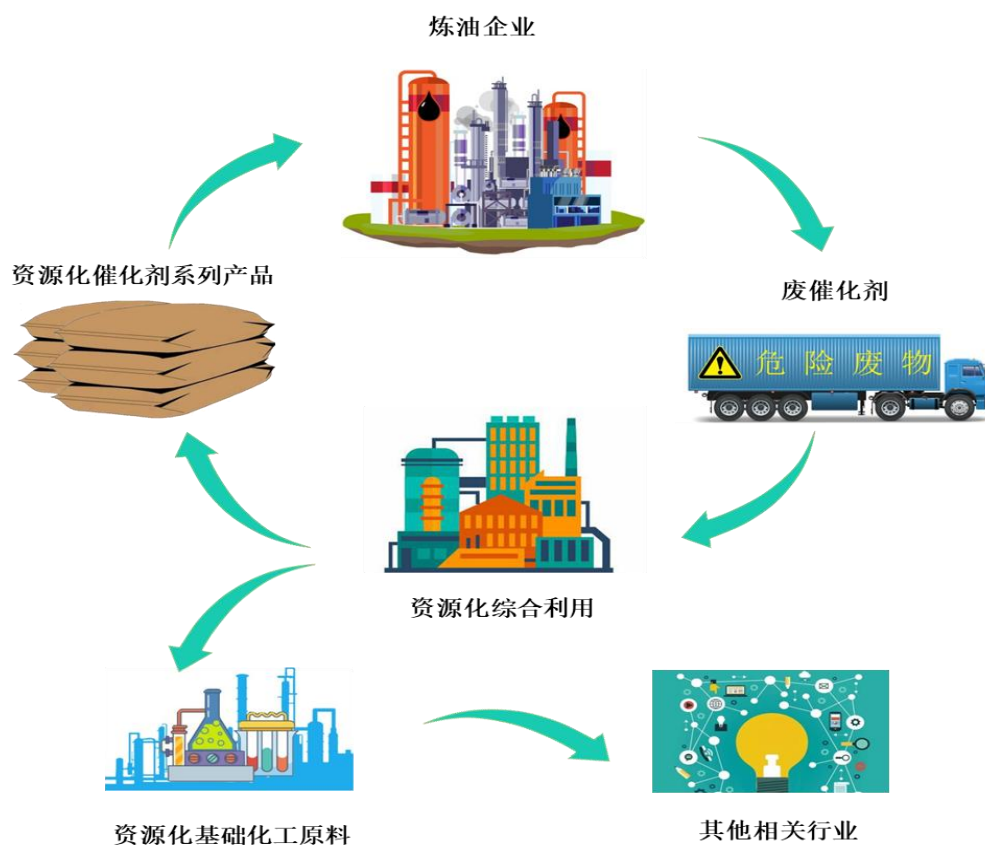 炼油企业
资源化催化剂系列产品
废催化剂
危险废物
资源化综合利用
资源化基础化工原料
其他相关行业